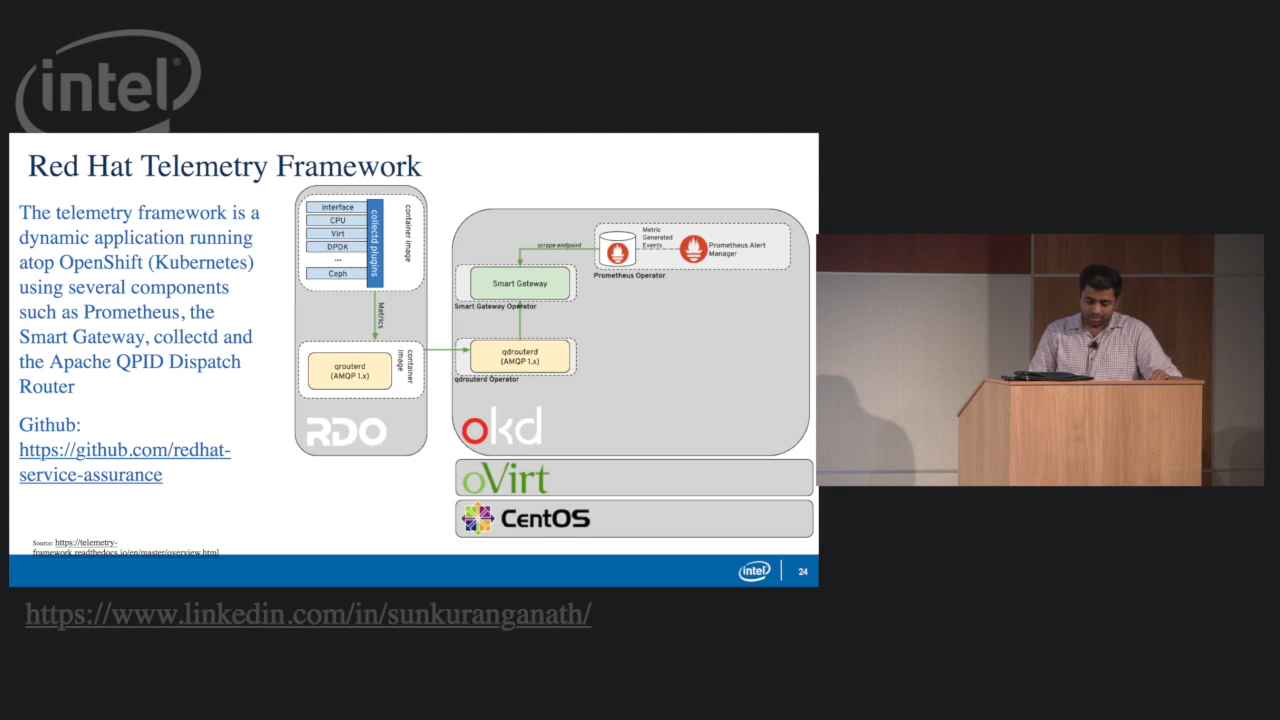 intel®
Red Hat Telemetry Framework
The telemetry framework is a
dynamic application running
atop OpenShift (Kubernetes)
using several components
such as Prometheus, the
Smart Gateway, collectd and
the Apache QPID Dispatch
Router
Github:
https://github.com/redhat-
service-assurance
Source: https://telemetry-
framework.readthedocs.io/en/master/overview.html
interface
CPU
Virt
DPDK
...
Ceph
collectd plugins
container image
Metrics
qrouterd
(AMQP 1.x)
container
image
RDO
scrape endpoint
Metric
Generated
Events
Prometheus Alert
Manager
Prometheus Operator
Smart Gateway
Smart Gateway Operator
qdrouterd
(AMQP 1.x)
qdrouterd Operator
okd
oVirt
CentOS
intel
24
https://www.linkedin.com/in/sunkuranganath/